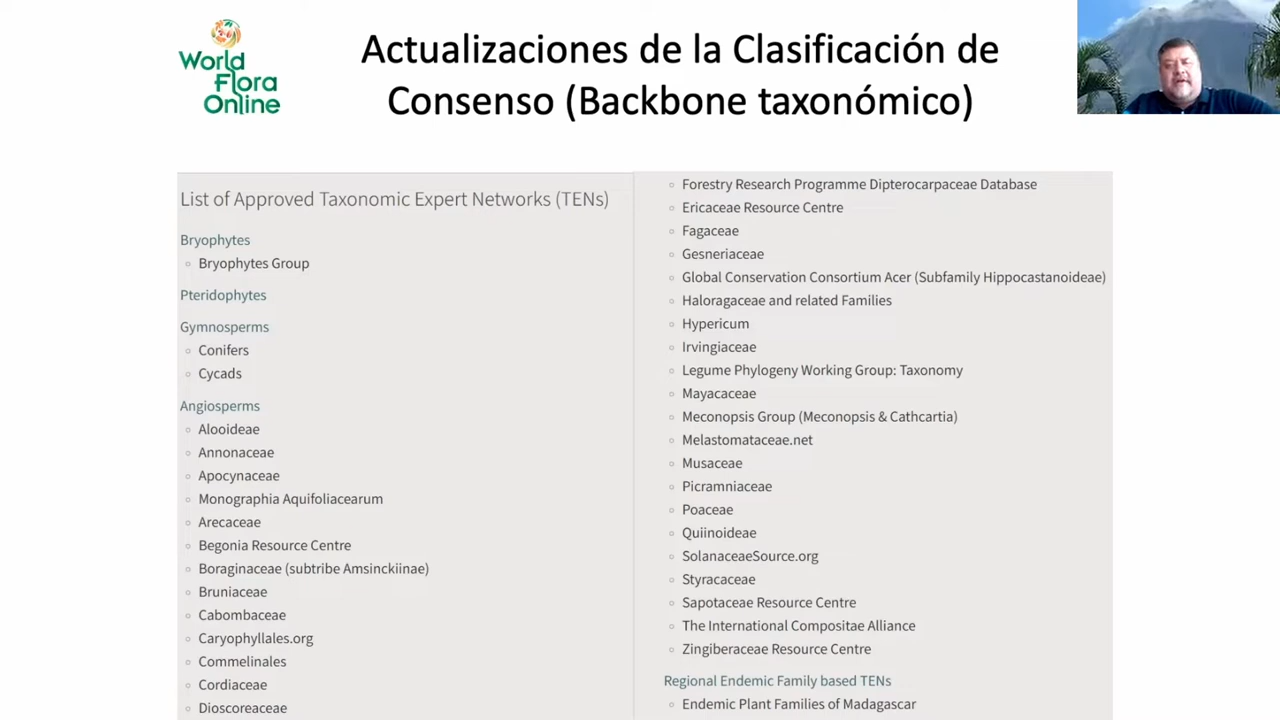 World
Flora
Online
Actualizaciones de la Clasificación de
Consenso (Backbone taxonómico)
List of Approved Taxonomic Expert Networks (TENs)
Bryophytes
Bryophytes Group
Pteridophytes
Gymnosperms
Conifers
Cycads
Angiosperms
Alooideae
Annonaceae
Apocynaceae
Monographia Aquifoliacearum
Arecaceae
Begonia Resource Centre
Boraginaceae (subtribe Amsinckiinae)
Bruniaceae
Cabombaceae
Caryophyllales.org
Commelinales
Cordiaceae
Dioscoreaceae
Forestry Research Programme Dipterocarpaceae Database
Ericaceae Resource Centre
Fagaceae
Gesneriaceae
Global Conservation Consortium Acer (Subfamily Hippocastanoideae)
Haloragaceae and related Families
Hypericum
Irvingiaceae
Legume Phylogeny Working Group: Taxonomy
Mayacaceae
Meconopsis Group (Meconopsis & Cathcartia)
Melastomataceae.net
Musaceae
Picramniaceae
Poaceae
Quiinoideae
SolanaceaeSource.org
Styracaceae
Sapotaceae Resource Centre
The International Compositae Alliance
Zingiberaceae Resource Centre
Regional Endemic Family based TENs
Endemic Plant Families of Madagascar